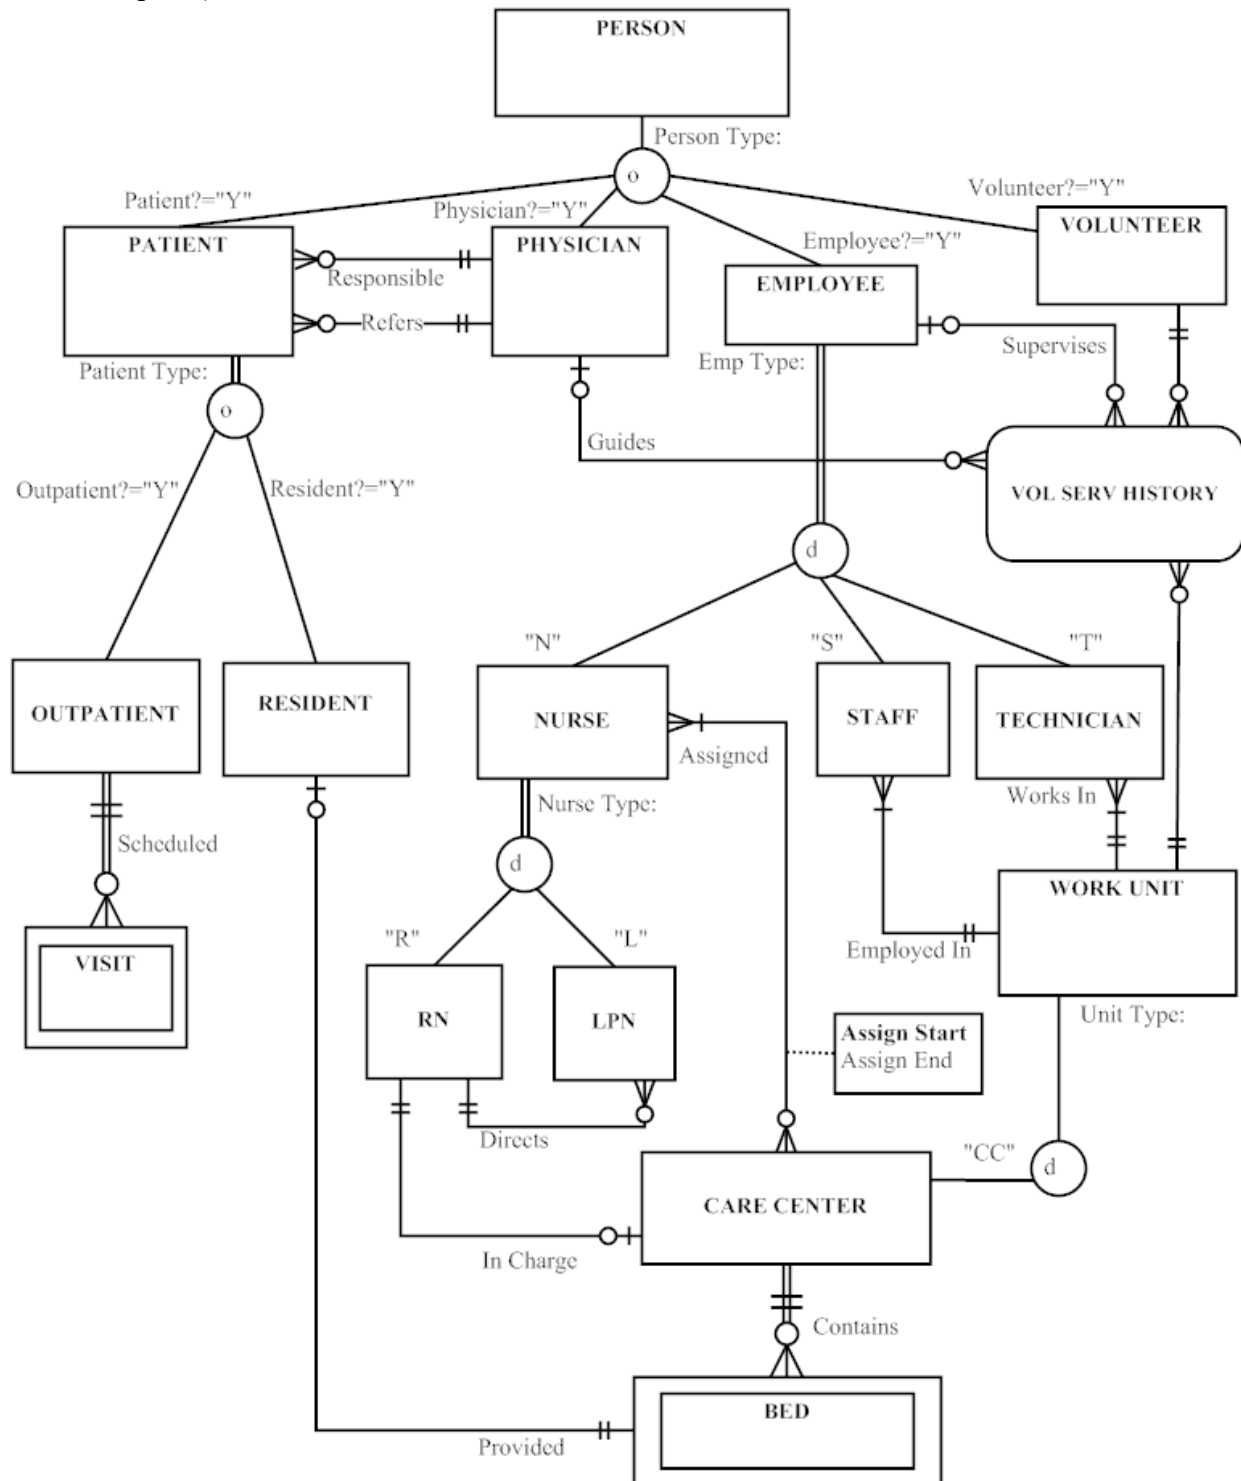 PERSON
Person Type:
o
Patient?="Y"
Physician?="Y"
Volunteer?="Y"
Employee?="Y"
PATIENT
PHYSICIAN
EMPLOYEE
VOLUNTEER
Responsible
Refers
Supervises
Patient Type:
Emp Type:
o
Guides
Outpatient?="Y"
Resident?="Y"
VOL SERV HISTORY
d
"N"
"S"
"T"
OUTPATIENT
RESIDENT
NURSE
STAFF
TECHNICIAN
Assigned
Nurse Type:
Works In
Scheduled
d
WORK UNIT
"R"
"L"
Employed In
VISIT
RN
LPN
Unit Type:
Assign Start
Assign End
Directs
"CC"
d
CARE CENTER
In Charge
Contains
BED
Provided